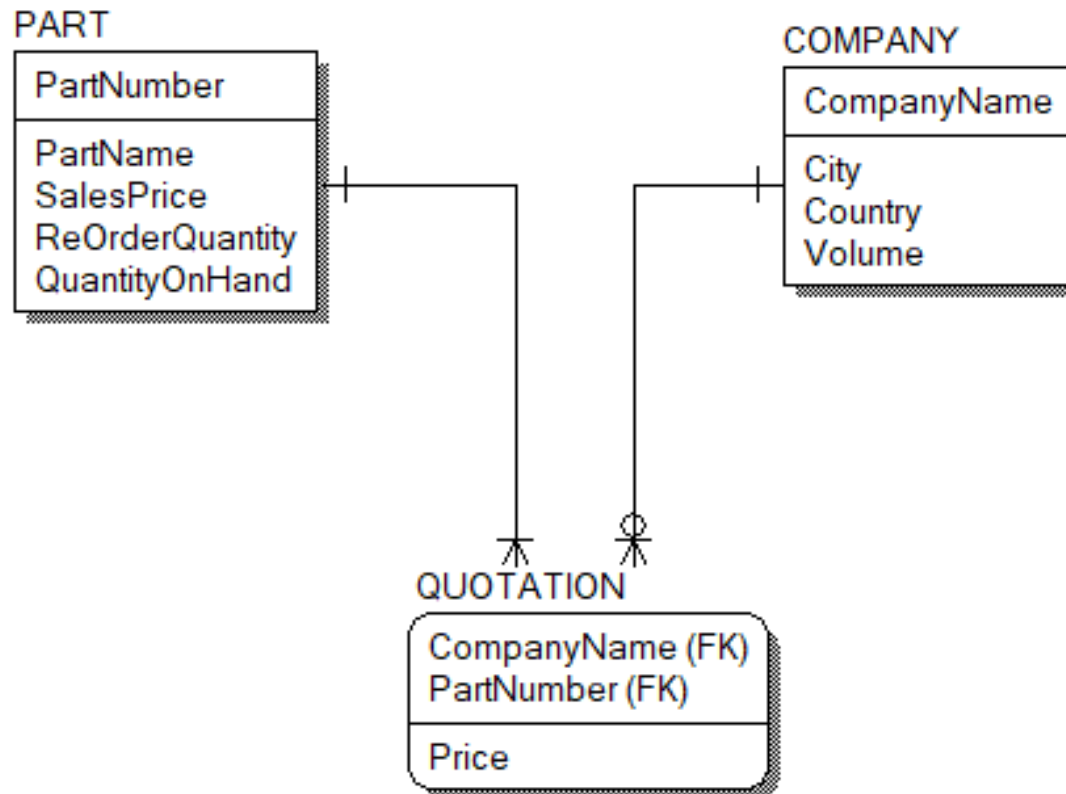 PART
PartNumber
PartName
SalesPrice
ReOrderQuantity
QuantityOnHand
COMPANY
CompanyName
City
Country
Volume
QUOTATION
CompanyName (FK)
PartNumber (FK)
Price